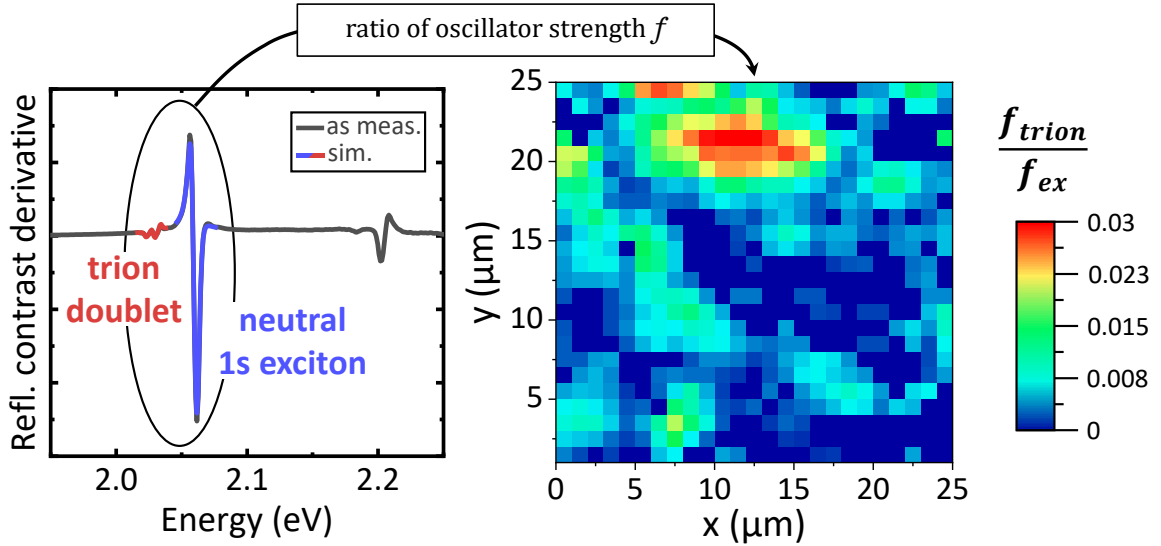 ratio of oscillator strength f
Refl. contrast derivative
as meas.
sim.
trion
doublet
neutral
1s exciton
2.0
2.1
2.2
Energy (eV)
y (μm)
25
20
15
10
5
0
5
10
15
20
25
x (μm)
f_trion
f_ex
0.03
0.023
0.015
0.008
0